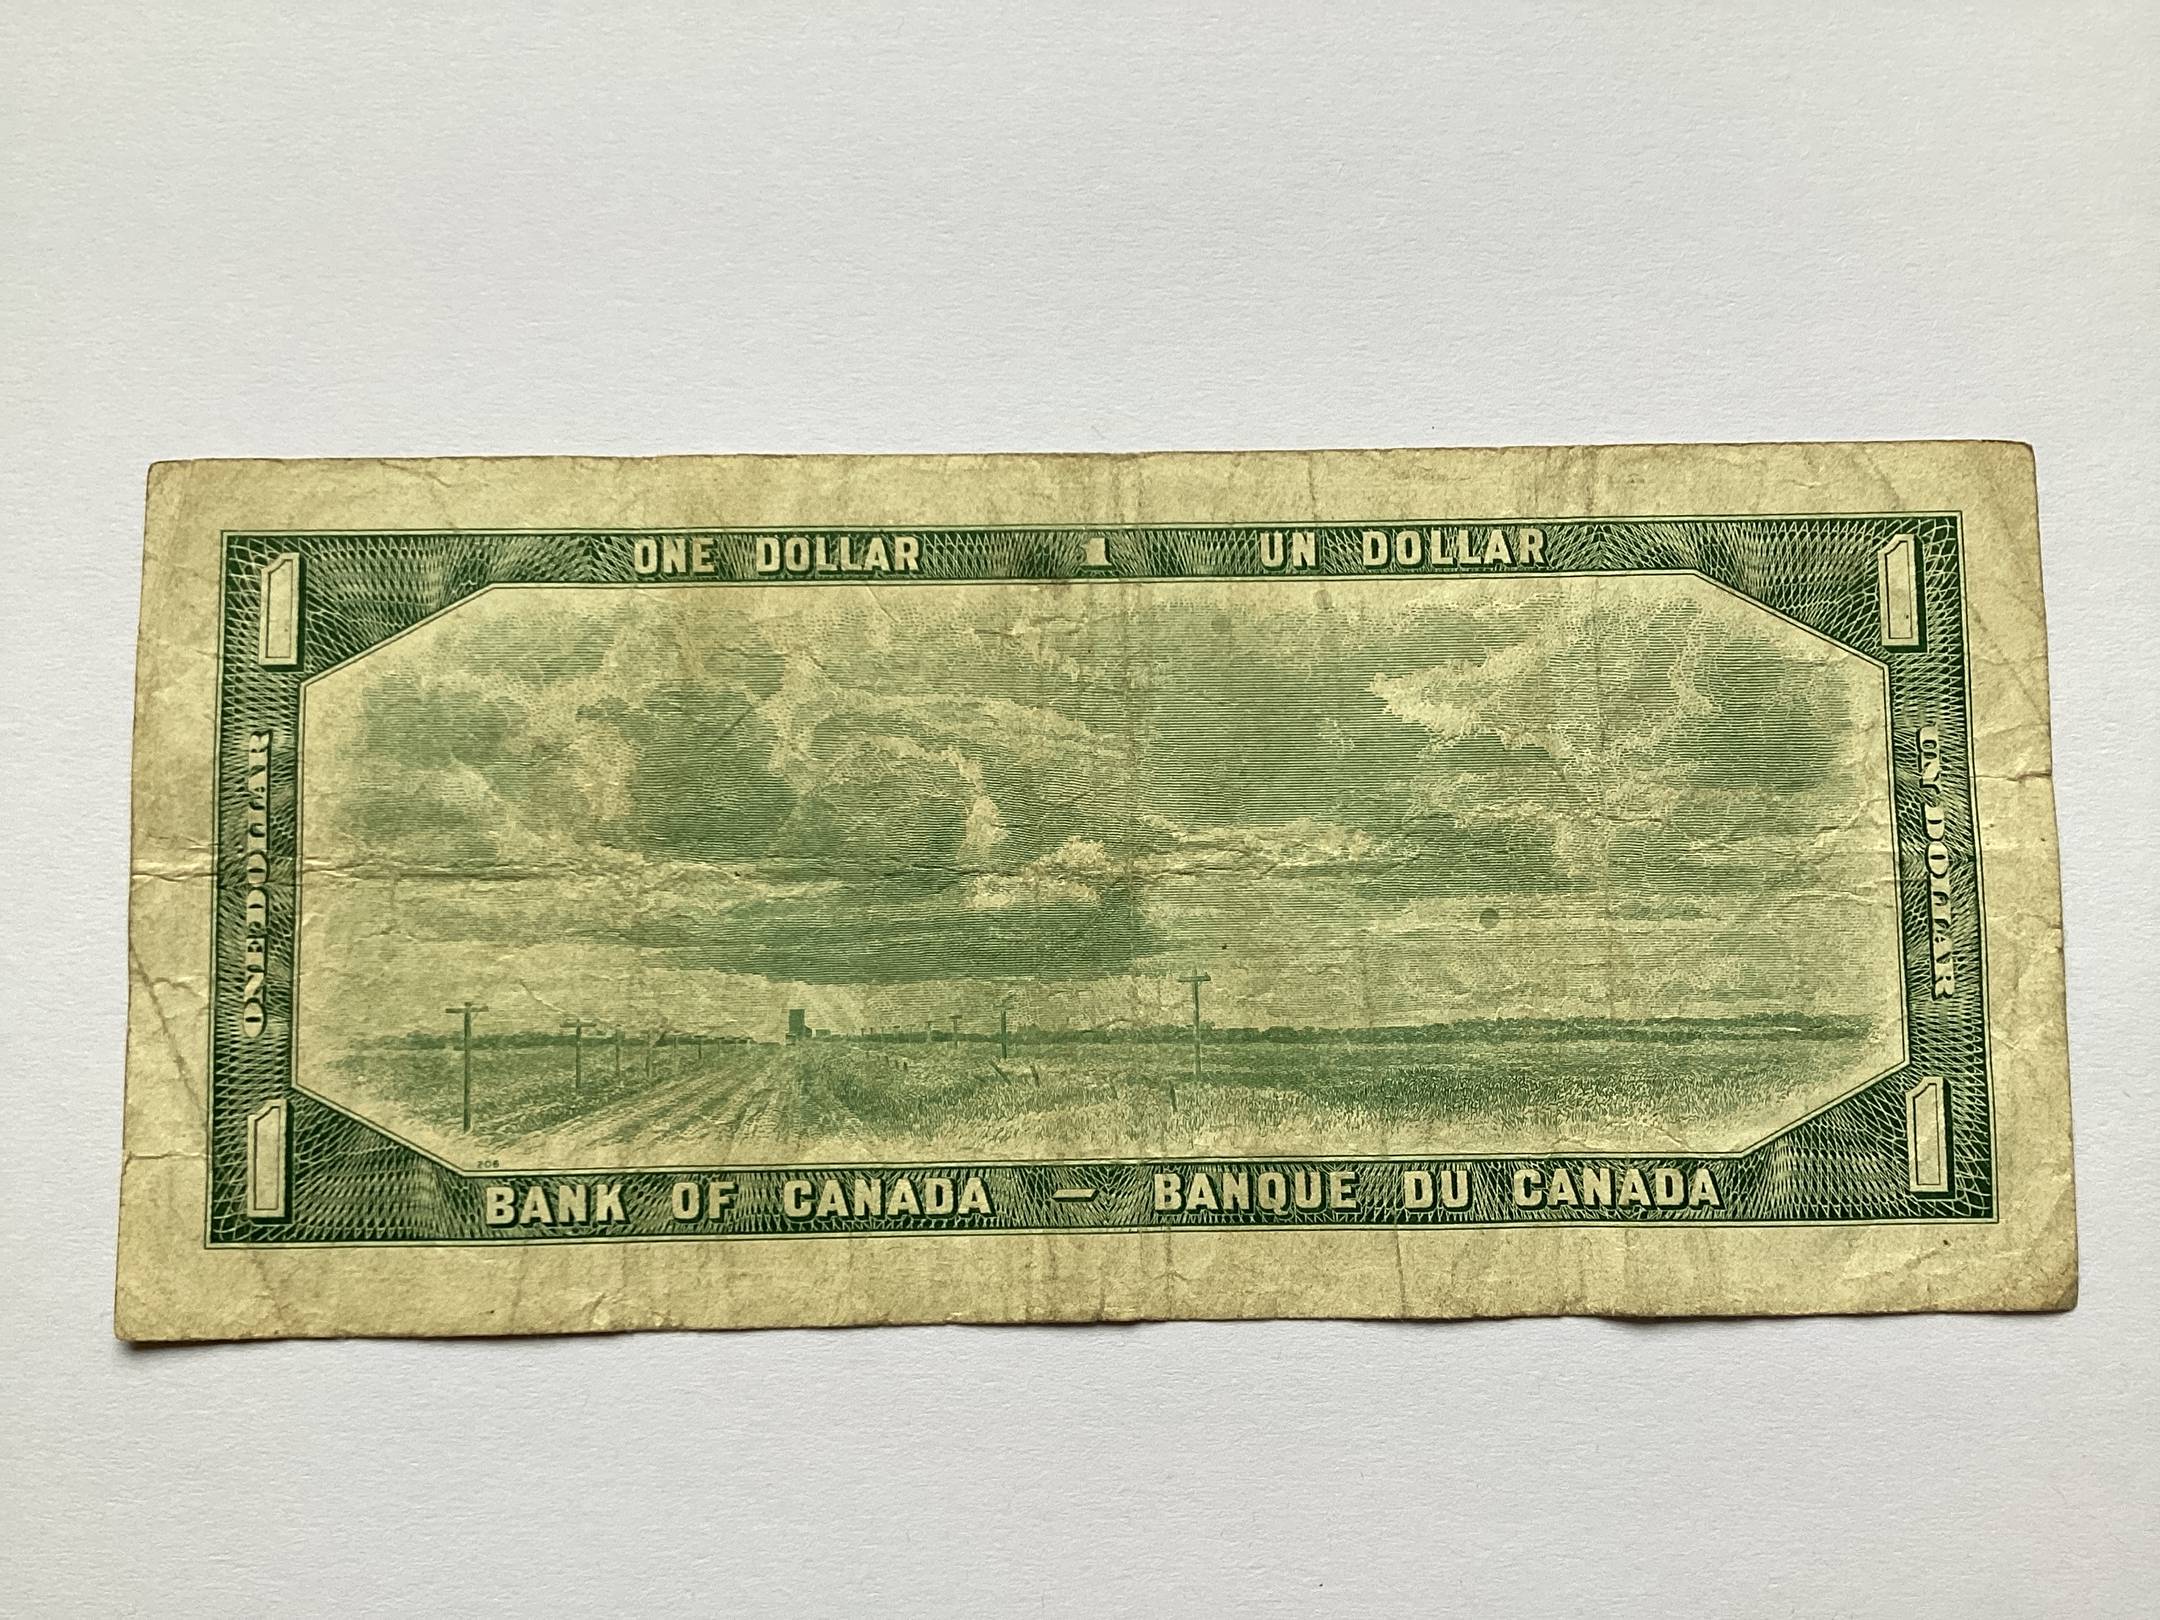 1 ONE DOLLAR 1 UN DOLLAR 1
ONE DOLLAR
UN DOLLAR
206
1 BANK OF CANADA — BANQUE DU CANADA 1